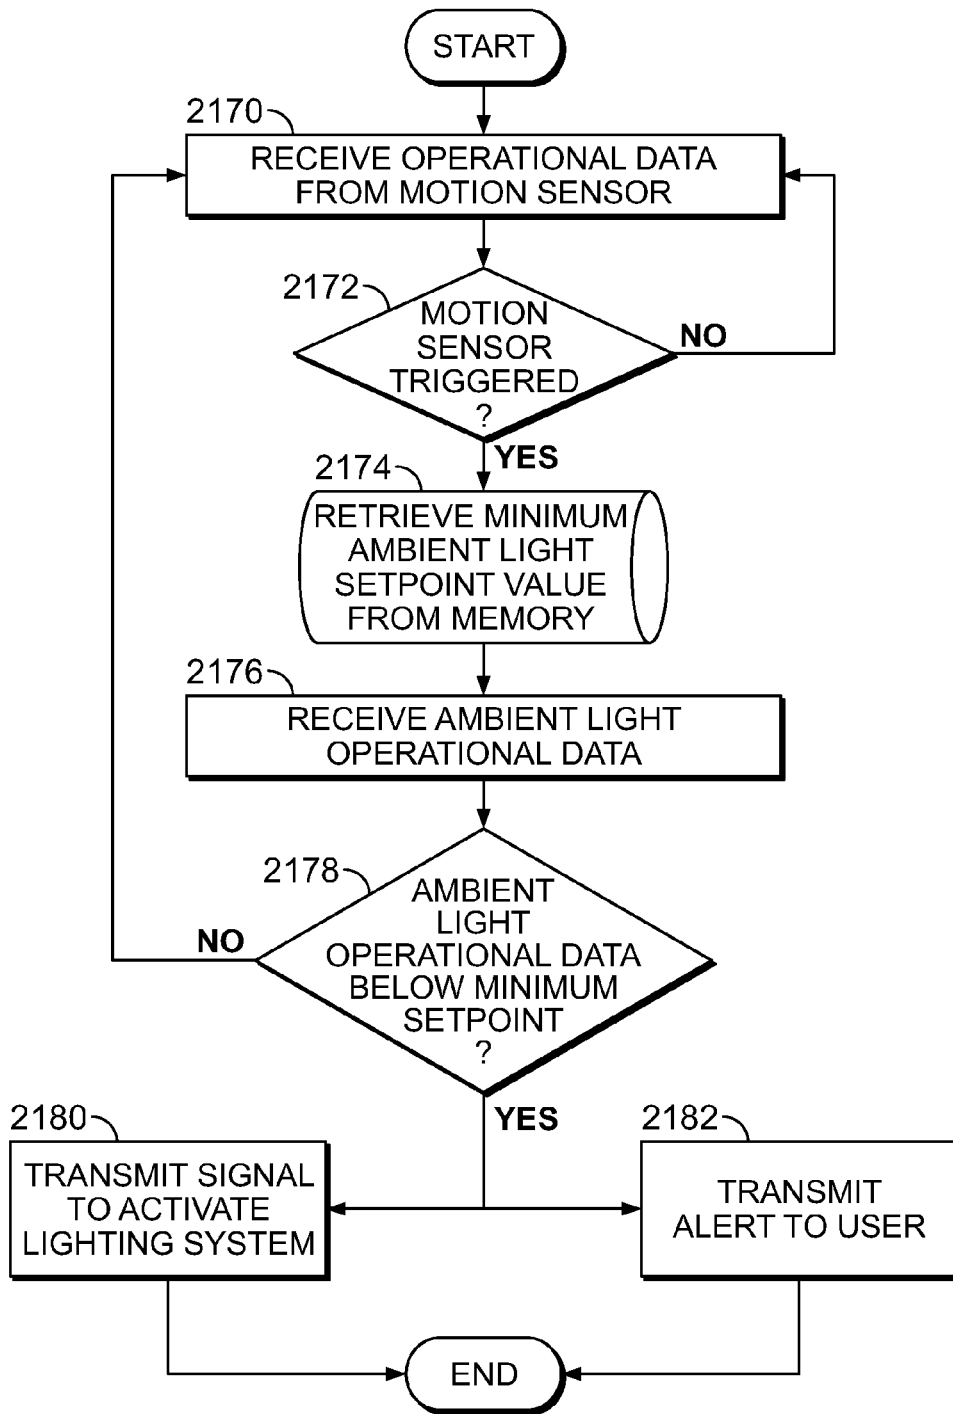 START
2170
RECEIVE OPERATIONAL DATA
FROM MOTION SENSOR
2172
MOTION
SENSOR
TRIGGERED
?
NO
YES
2174
RETRIEVE MINIMUM
AMBIENT LIGHT
SETPOINT VALUE
FROM MEMORY
2176
RECEIVE AMBIENT LIGHT
OPERATIONAL DATA
2178
AMBIENT
LIGHT
OPERATIONAL DATA
BELOW MINIMUM
SETPOINT
?
NO
YES
2180
TRANSMIT SIGNAL
TO ACTIVATE
LIGHTING SYSTEM
2182
TRANSMIT
ALERT TO USER
END